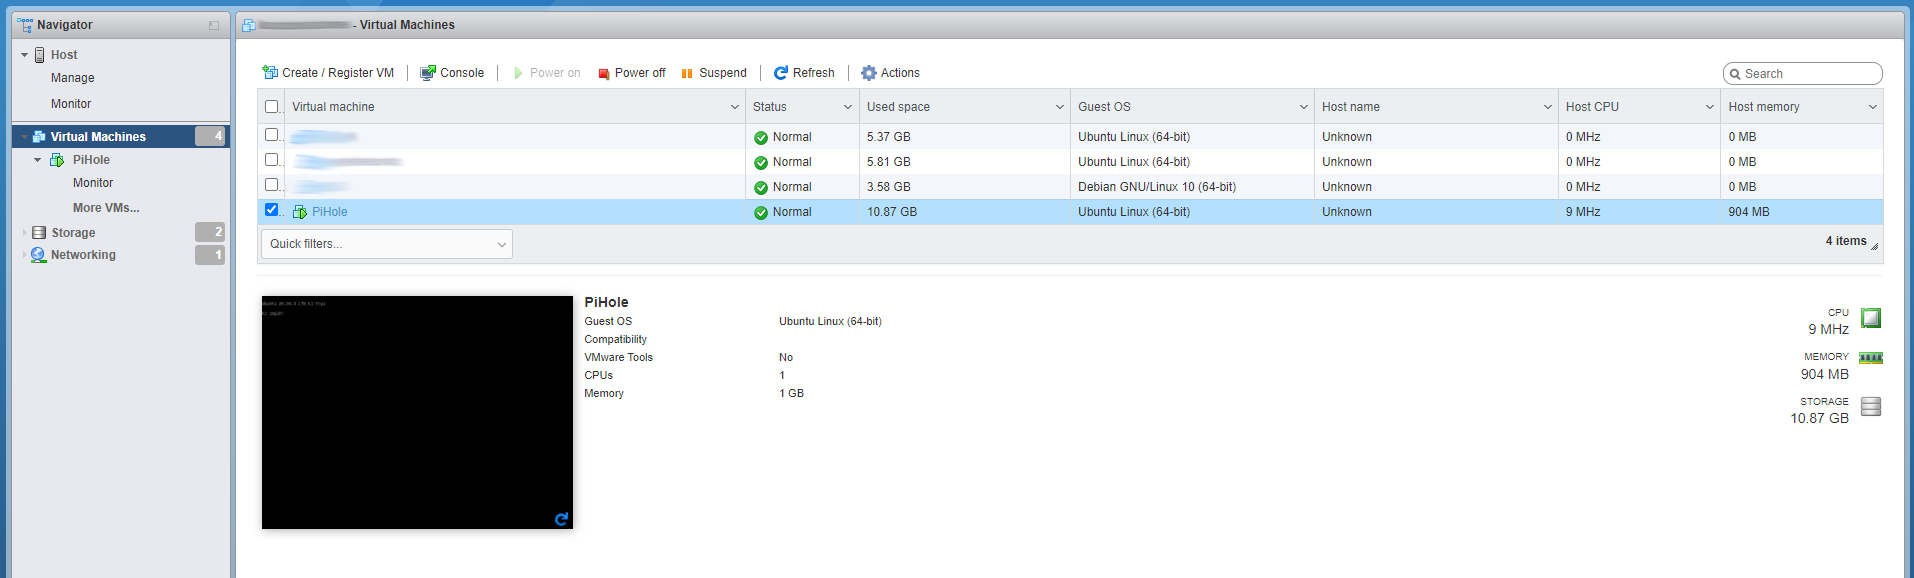 Navigator
Host
Manage
Monitor
Virtual Machines 4
PiHole
Monitor
More VMs...
Storage 2
Networking 1
- Virtual Machines
Create / Register VM Console Power on Power off Suspend Refresh Actions Search
Virtual machine Status Used space Guest OS Host name Host CPU Host memory
Normal 5.37 GB Ubuntu Linux (64-bit) Unknown 0 MHz 0 MB
Normal 5.81 GB Ubuntu Linux (64-bit) Unknown 0 MHz 0 MB
Normal 3.58 GB Debian GNU/Linux 10 (64-bit) Unknown 0 MHz 0 MB
PiHole Normal 10.87 GB Ubuntu Linux (64-bit) Unknown 9 MHz 904 MB
Quick filters... 4 items
PiHole
Guest OS Ubuntu Linux (64-bit)
Compatibility
VMware Tools No
CPUs 1
Memory 1 GB
CPU
9 MHz
MEMORY
904 MB
STORAGE
10.87 GB